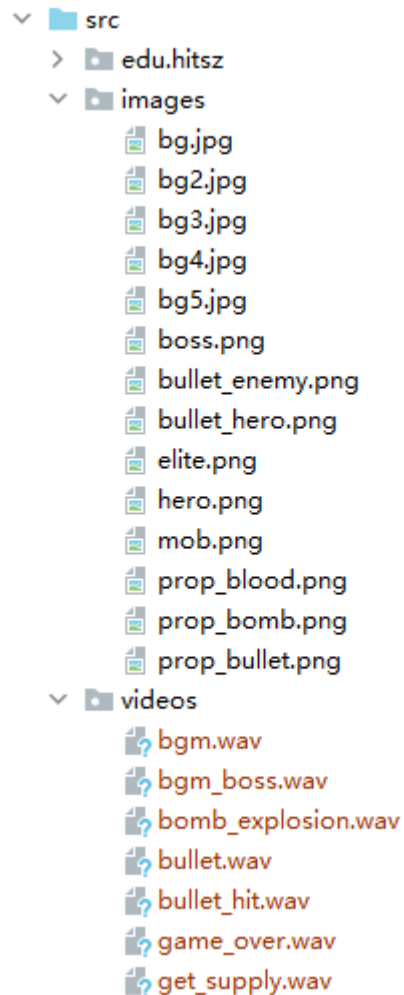 src
edu.hitsz
images
bg.jpg
bg2.jpg
bg3.jpg
bg4.jpg
bg5.jpg
boss.png
bullet_enemy.png
bullet_hero.png
elite.png
hero.png
mob.png
prop_blood.png
prop_bomb.png
prop_bullet.png
videos
bgm.wav
bgm_boss.wav
bomb_explosion.wav
bullet.wav
bullet_hit.wav
game_over.wav
get_supply.wav